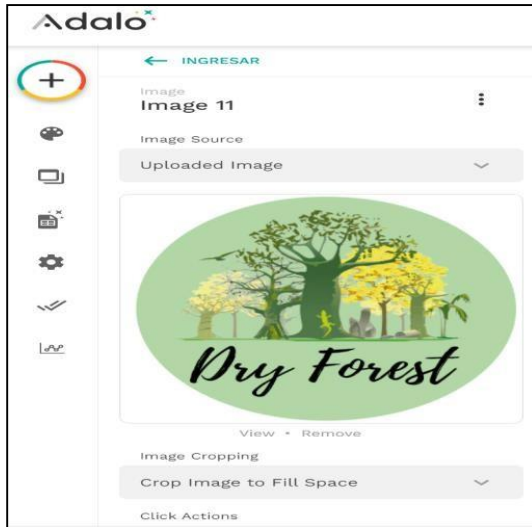 Adalo
← INGRESAR
Image
Image 11
Image Source
Uploaded Image
Dry Forest
View • Remove
Image Cropping
Crop Image to Fill Space
Click Actions